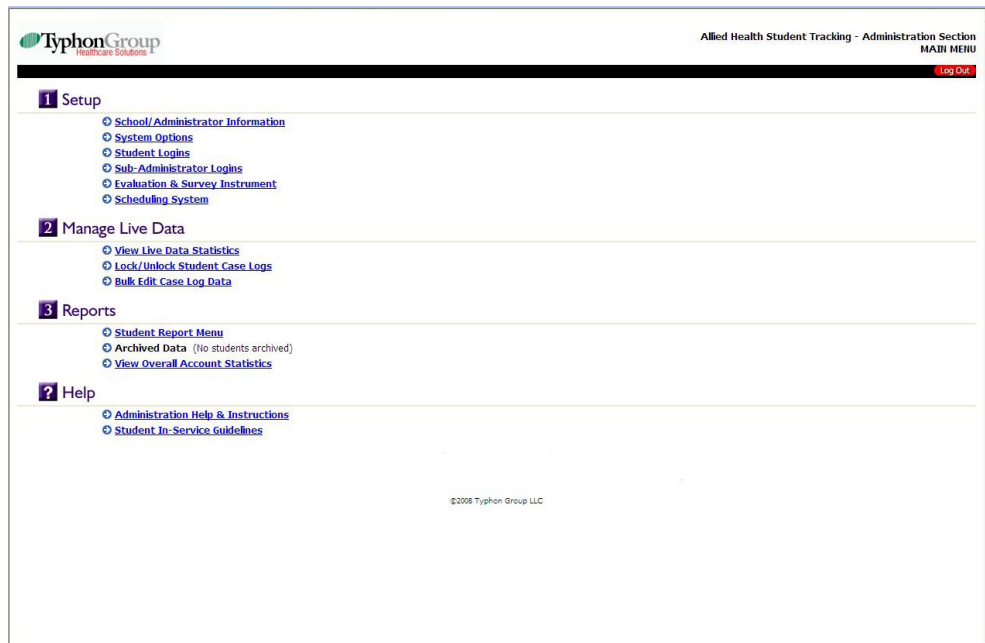 TyphonGroup
Healthcare Solutions
Allied Health Student Tracking - Administration Section
MAIN MENU
Log Out
1 Setup
School/Administrator Information
System Options
Student Logins
Sub-Administrator Logins
Evaluation & Survey Instrument
Scheduling System
2 Manage Live Data
View Live Data Statistics
Lock/Unlock Student Case Logs
Bulk Edit Case Log Data
3 Reports
Student Report Menu
Archived Data (No students archived)
View Overall Account Statistics
? Help
Administration Help & Instructions
Student In-Service Guidelines
©2006 Typhon Group LLC